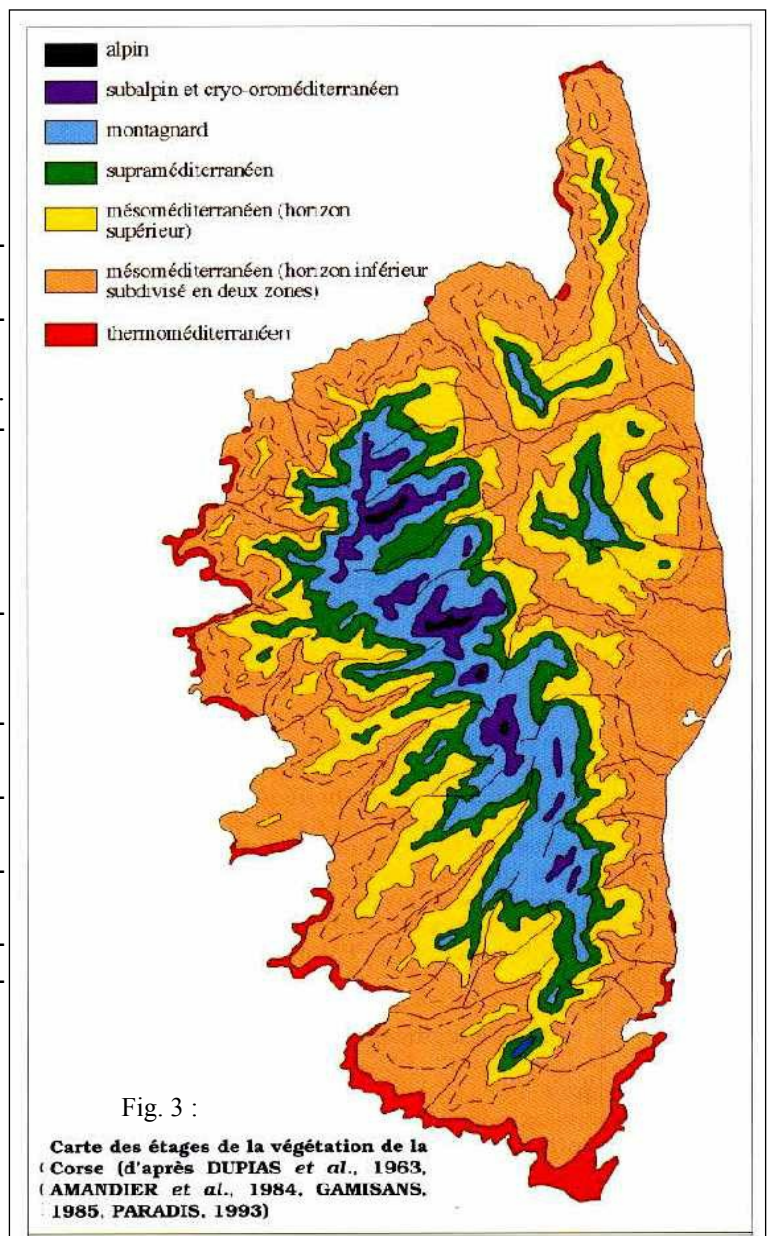 alpin
subalpin et cryo-oroméditerranéen
montagnard
supraméditerranéen
mésoméditerranéen (horizon
supérieur)
mésoméditerranéen (horizon inférieur
subdivisé en deux zones)
thermoméditerranéen
Fig. 3 :
Carte des étages de la végétation de la
Corse (d'après DUPIAS et al., 1963,
AMANDIER et al., 1984, GAMISANS,
1985, PARADIS, 1993)